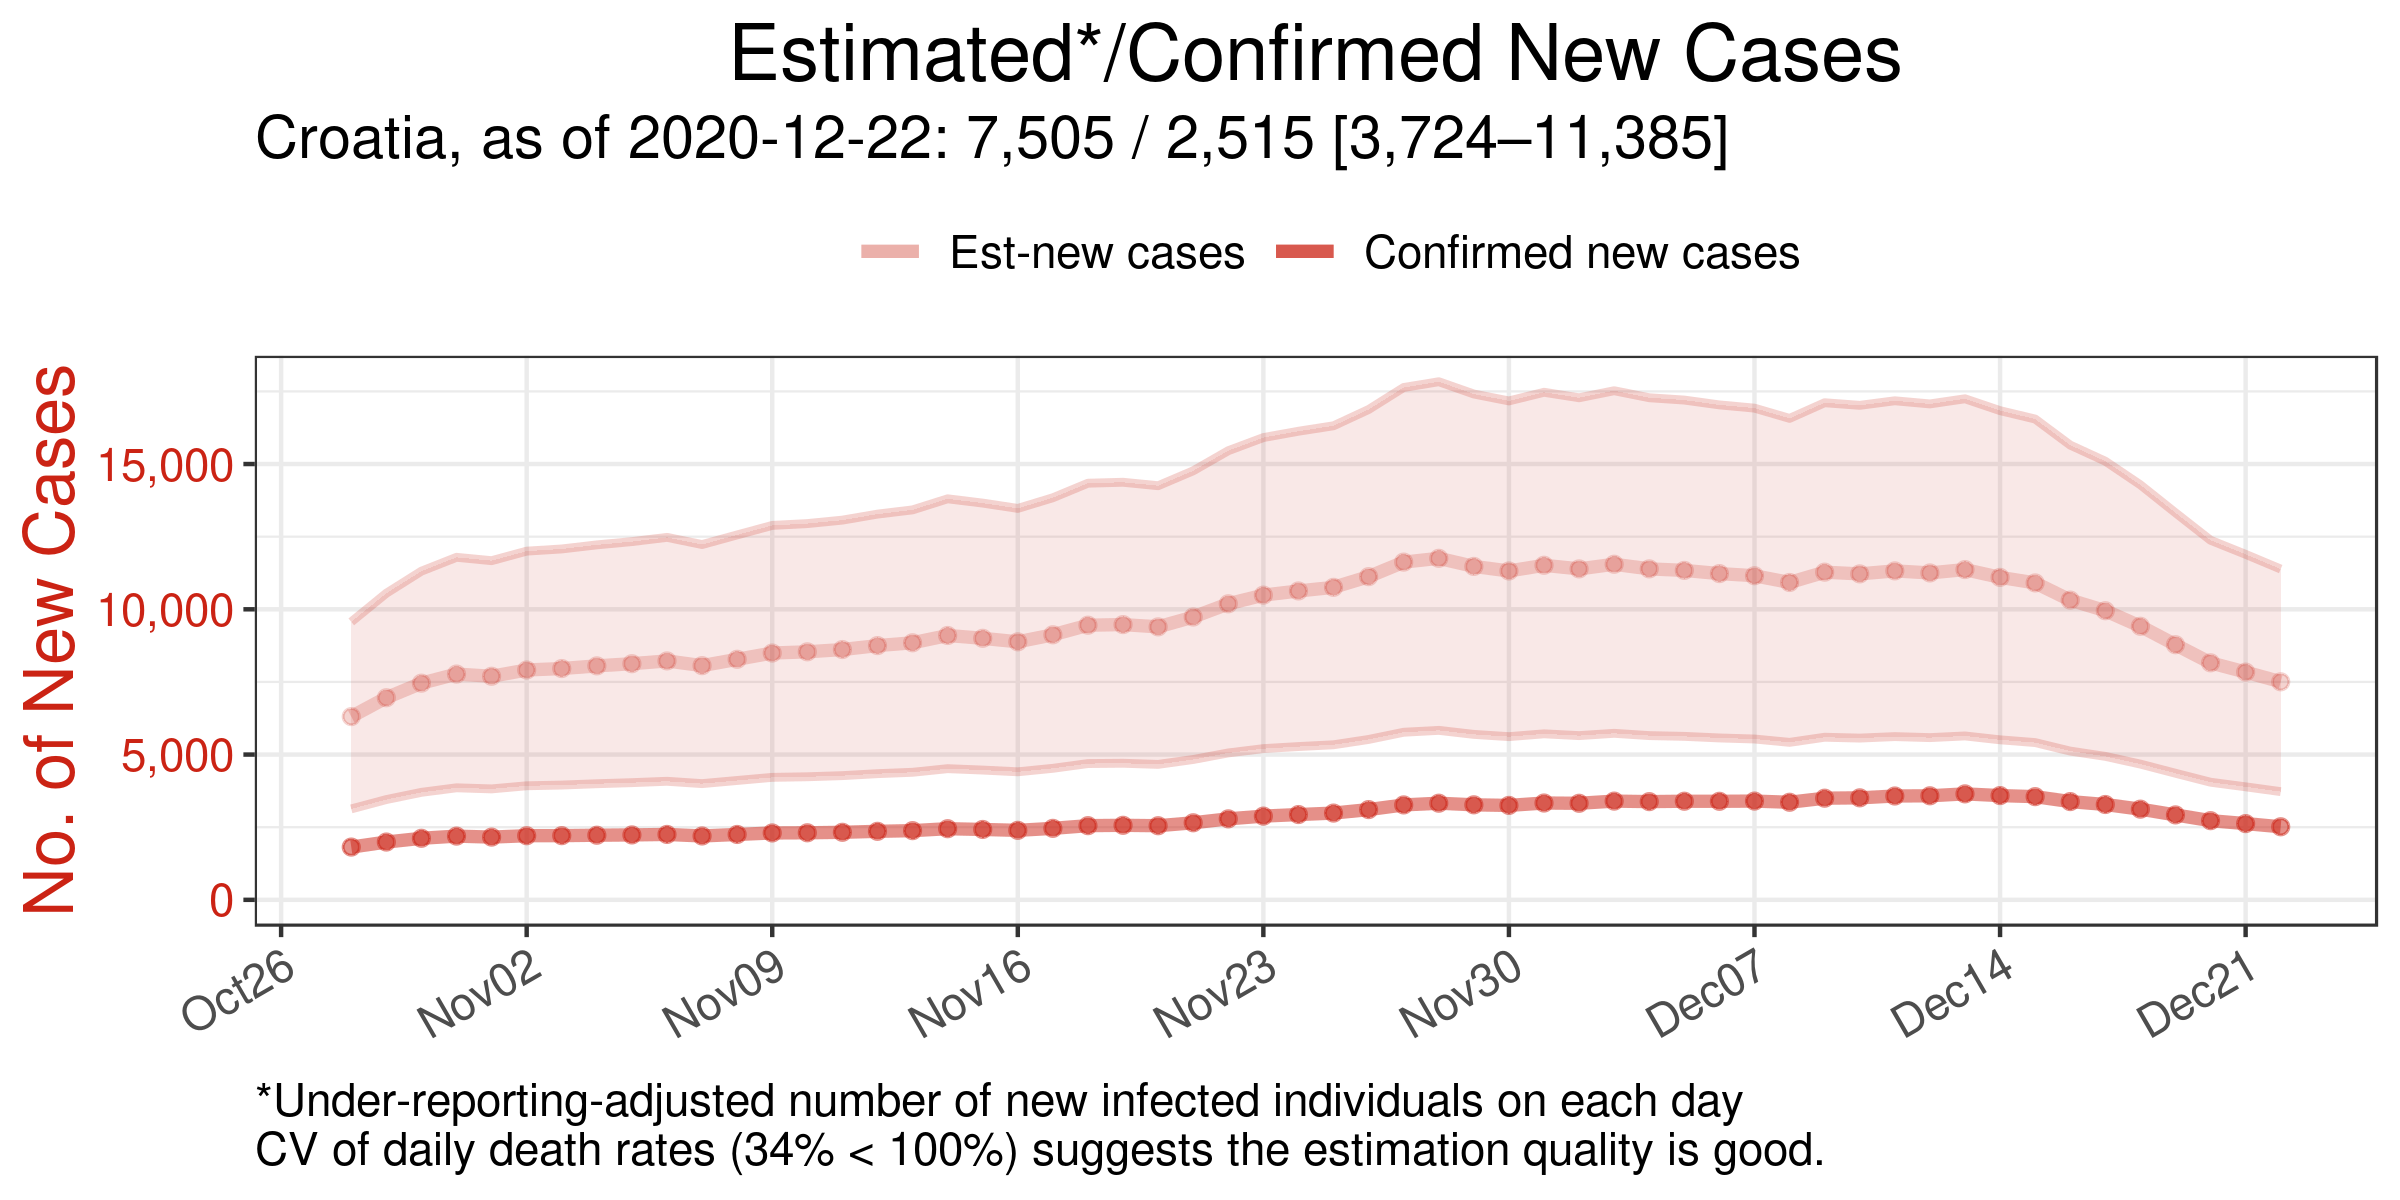 Estimated*/Confirmed New Cases
Croatia, as of 2020-12-22: 7,505 / 2,515 [3,724–11,385]
Est-new cases
Confirmed new cases
No. of New Cases
15,000
10,000
5,000
0
Oct26
Nov02
Nov09
Nov16
Nov23
Nov30
Dec07
Dec14
Dec21
*Under-reporting-adjusted number of new infected individuals on each day
CV of daily death rates (34% < 100%) suggests the estimation quality is good.